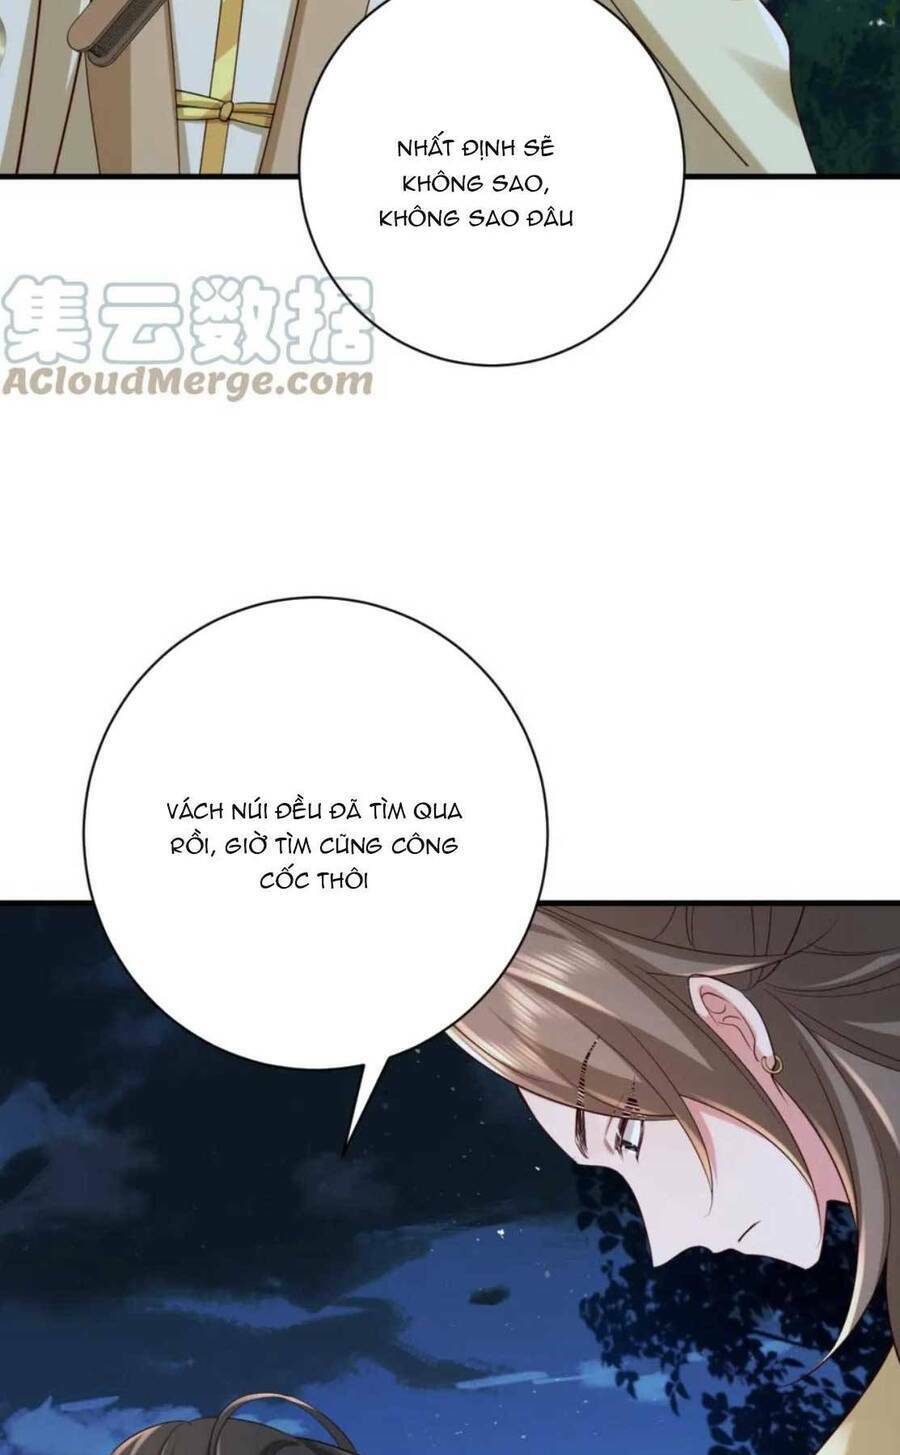 NHẤT ĐỊNH SẼ
KHÔNG SAO,
KHÔNG SAO ĐÂU
集云数据
ACloudMerge.com
VÁCH NÚI ĐỀU ĐÃ TÌM QUA
RỒI, GIỜ TÌM CŨNG CÔNG
CỐC THÔI